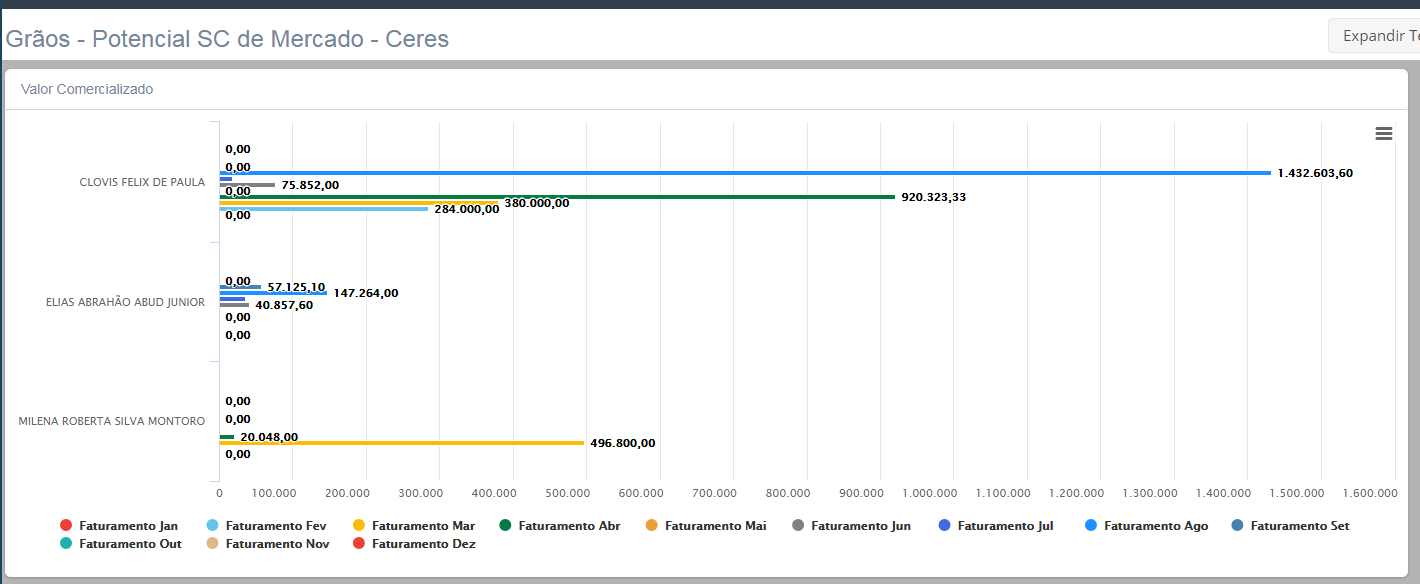 Grãos - Potencial SC de Mercado - Ceres
Expandir Te
Valor Comercializado
CLOVIS FELIX DE PAULA
0,00
0,00
1.432.603,60
75.852,00
0,00
920.323,33
380.000,00
284.000,00
0,00
ELIAS ABRAHÃO ABUD JUNIOR
0,00
57.125,10
147.264,00
40.857,60
0,00
0,00
MILENA ROBERTA SILVA MONTORO
0,00
0,00
20.048,00
496.800,00
0,00
0 100.000 200.000 300.000 400.000 500.000 600.000 700.000 800.000 900.000 1.000.000 1.100.000 1.200.000 1.300.000 1.400.000 1.500.000 1.600.000
Faturamento Jan Faturamento Fev Faturamento Mar Faturamento Abr Faturamento Mai Faturamento Jun Faturamento Jul Faturamento Ago Faturamento Set
Faturamento Out Faturamento Nov Faturamento Dez